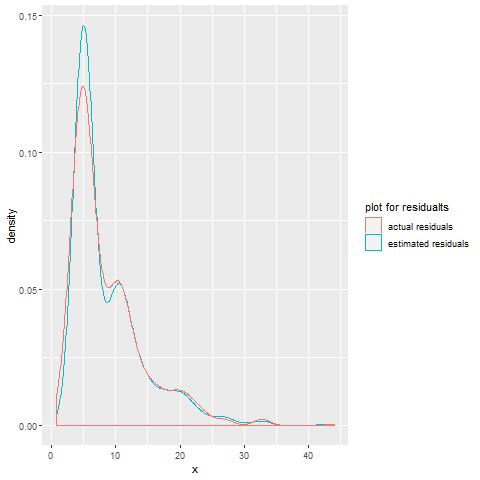 0.15
0.10
0.05
0.00
density
0 10 20 30 40
x
plot for residualts
actual residuals
estimated residuals